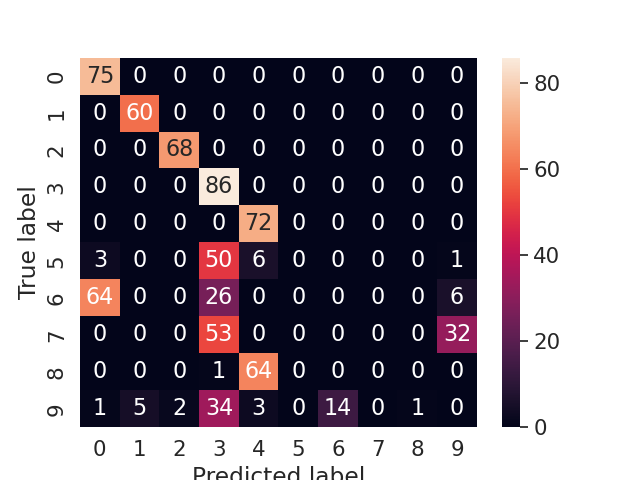 0 75 0 0 0 0 0 0 0 0 0
1 0 60 0 0 0 0 0 0 0 0
2 0 0 68 0 0 0 0 0 0 0
3 0 0 0 86 0 0 0 0 0 0
4 0 0 0 0 72 0 0 0 0 0
5 3 0 0 50 6 0 0 0 0 1
6 64 0 0 26 0 0 0 0 0 6
7 0 0 0 53 0 0 0 0 0 32
8 0 0 0 1 64 0 0 0 0 0
9 1 5 2 34 3 0 14 0 1 0
0 1 2 3 4 5 6 7 8 9
Predicted label
True label
80
60
40
20
0